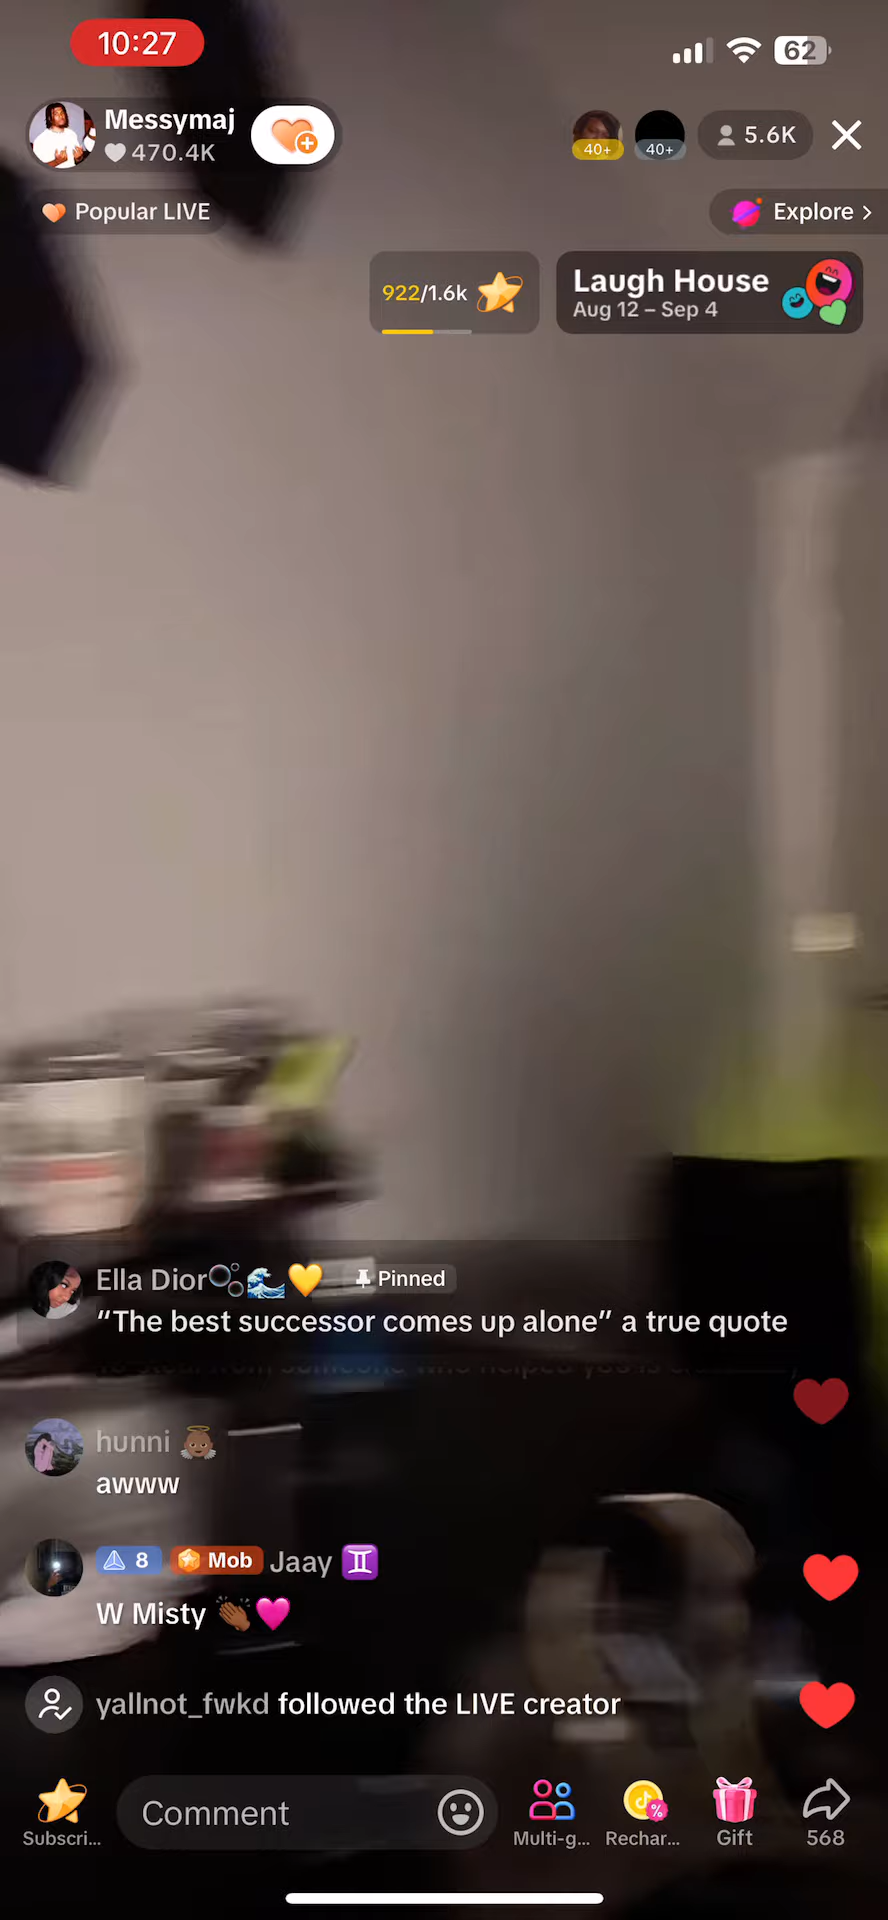 10:27
62
Messymaj
470.4K
40+
40+
5.6K
Popular LIVE
Explore
922/1.6k
Laugh House
Aug 12 – Sep 4
Ella Dior🫧🌊💛 Pinned
“The best successor comes up alone” a true quote
hunni 👼🏽
awww
8 Mob Jaay ♊
W Misty 👏🏾🩷
yallnot_fwkd followed the LIVE creator
Comment
Subscri...
Multi-g...
Rechar...
Gift
568